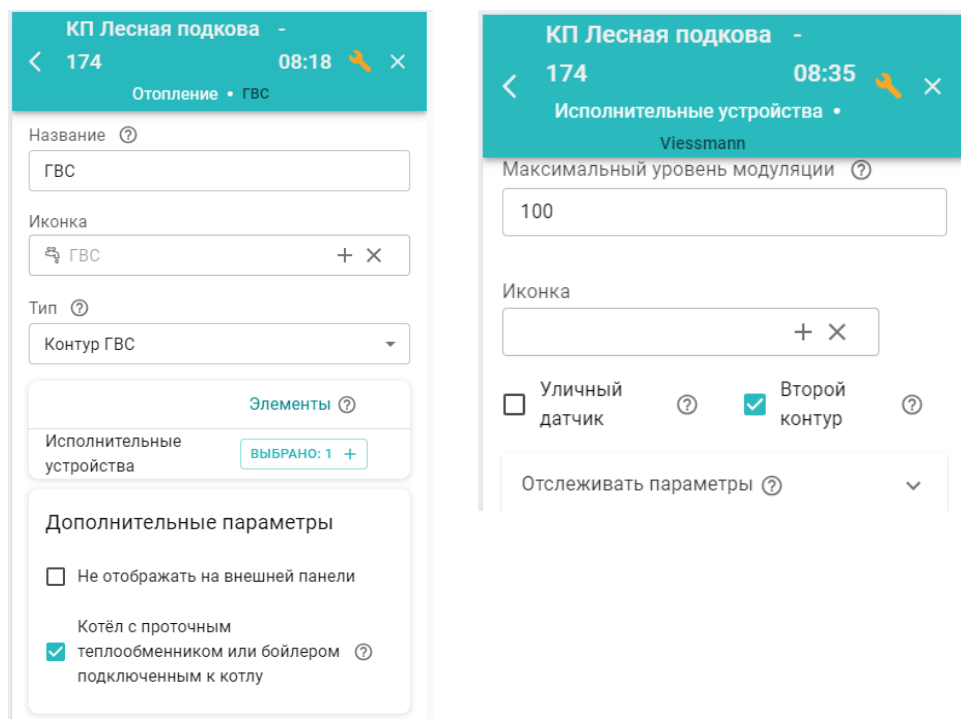 КП Лесная подкова -
174 08:18
Отопление • ГВС
Название
ГВС
Иконка
ГВС
Тип
Контур ГВС
Элементы
Исполнительные
устройства
ВЫБРАНО: 1 +
Дополнительные параметры
Не отображать на внешней панели
Котёл с проточным
теплообменником или бойлером
подключенным к котлу
КП Лесная подкова -
174 08:35
Исполнительные устройства •
Viessmann
Максимальный уровень модуляции
100
Иконка
Уличный
датчик
Второй
контур
Отслеживать параметры